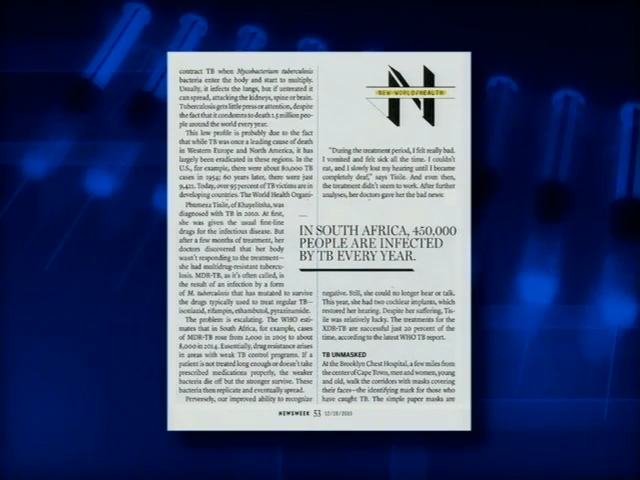 contract TB when Mycobacterium tuberculosis
bacteria enter the body and start to multiply.
Usually, it infects the lungs, but if untreated it
can spread, attacking the kidneys, spine or brain.
Tuberculosis gets little press or attention, despite
the fact that it condemns to death 1.5 million peo-
ple around the world every year.
This low profile is probably due to the fact
that while TB was once a leading cause of death
in Western Europe and North America, it has
largely been eradicated in these regions. In the
U.S., for example, there were about 80,000 TB
cases in 1954; 60 years later, there were just
9,421. Today, over 95 percent of TB victims are in
developing countries. The World Health Organi-
Phumeza Tisile, of Khayelitsha, was
diagnosed with TB in 2010. At first,
she was given the usual first-line
drugs for the infectious disease. But
after a few months of treatment, her
doctors discovered that her body
wasn't responding to the treatment—
she had multidrug-resistant tubercu-
losis. MDR-TB, as it's often called, is
the result of an infection by a form
of M. tuberculosis that has mutated to survive
the drugs typically used to treat regular TB—
isoniazid, rifampin, ethambutol, pyrazinamide.
The problem is escalating. The WHO esti-
mates that in South Africa, for example, cases
of MDR-TB rose from 2,000 in 2005 to about
8,000 in 2014. Essentially, drug resistance arises
in areas with weak TB control programs. If a
patient is not treated long enough or doesn't take
prescribed medications properly, the weaker
bacteria die off but the stronger survive. These
bacteria then replicate and eventually spread.
Perversely, our improved ability to recognize
N
NEW WORLD/HEALTH
"During the treatment period, I felt really bad.
I vomited and felt sick all the time. I couldn't
eat, and I slowly lost my hearing until I became
completely deaf," says Tisile. And even then,
the treatment didn't seem to work. After further
analyses, her doctors gave her the bad news:
IN SOUTH AFRICA, 450,000
PEOPLE ARE INFECTED
BY TB EVERY YEAR.
negative. Still, she could no longer hear or talk.
This year, she had two cochlear implants, which
restored her hearing. Despite her suffering, Tis-
ile was relatively lucky. The treatments for the
XDR-TB are successful just 20 percent of the
time, according to the latest WHO TB report.
TB UNMASKED
At the Brooklyn Chest Hospital, a few miles from
the center of Cape Town, men and women, young
and old, walk the corridors with masks covering
their faces—the identifying mark for those who
have caught TB. The simple paper masks are
NEWSWEEK 53 12/18/2015